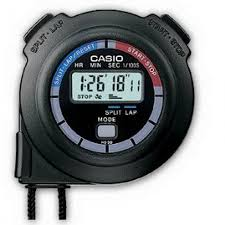 SPLIT·LAP
START·STOP
SPLIT·LAP/RESET
START·STOP
CASIO
HR MIN SEC 1/100S
1:26'18"11
STOP
SPLIT LAP
MODE